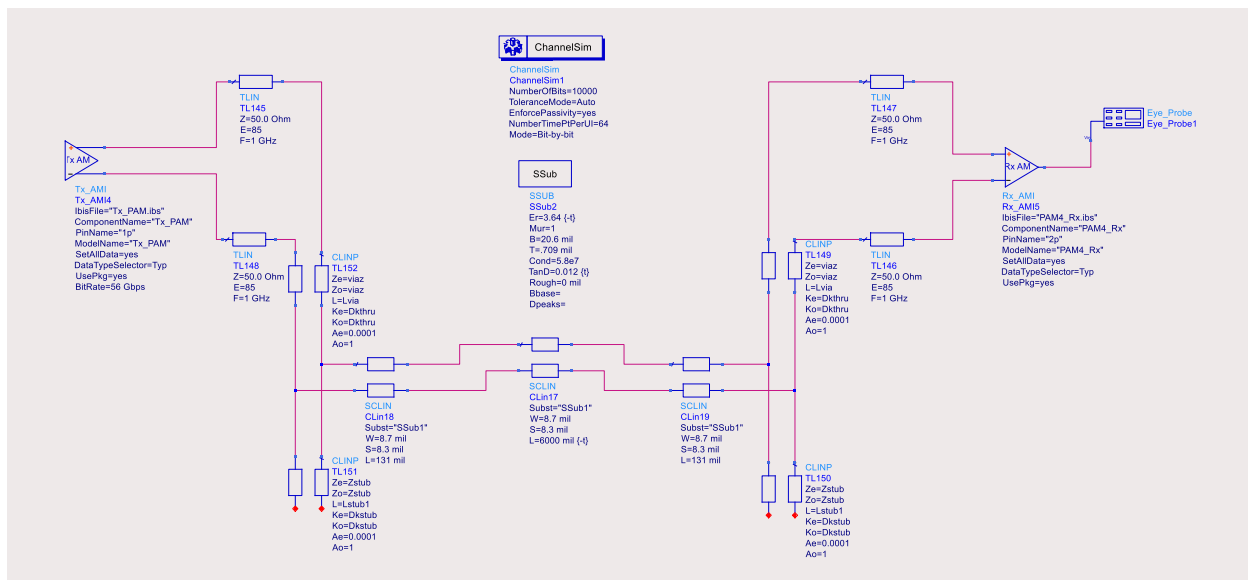 ChannelSim
ChannelSim
ChannelSim1
NumberOfBits=10000
ToleranceMode=Auto
EnforcePassivity=yes
NumberTimePtPerUI=64
Mode=Bit-by-bit
TLIN
TL145
Z=50.0 Ohm
E=85
F=1 GHz
TLIN
TL147
Z=50.0 Ohm
E=85
F=1 GHz
Eye_Probe
Eye_Probe1
Tx AM
Tx_AMI
Tx_AMI4
IbisFile="Tx_PAM.ibs"
ComponentName="Tx_PAM"
PinName="1p"
ModelName="Tx_PAM"
SetAllData=yes
DataTypeSelector=Typ
UsePkg=yes
BitRate=56 Gbps
SSub
SSUB
SSub2
Er=3.64 {-t}
Mur=1
B=20.6 mil
T=.709 mil
Cond=5.8e7
TanD=0.012 {t}
Rough=0 mil
Bbase=
Dpeaks=
Rx AM
Rx_AMI
Rx_AMI5
IbisFile="PAM4_Rx.ibs"
ComponentName="PAM4_Rx"
PinName="2p"
ModelName="PAM4_Rx"
SetAllData=yes
DataTypeSelector=Typ
UsePkg=yes
TLIN
TL148
Z=50.0 Ohm
E=85
F=1 GHz
CLINP
TL152
Ze=viaz
Zo=viaz
L=Lvia
Ke=Dkthru
Ko=Dkthru
Ae=0.0001
Ao=1
CLINP
TL149
Ze=viaz
Zo=viaz
L=Lvia
Ke=Dkthru
Ko=Dkthru
Ae=0.0001
Ao=1
TLIN
TL146
Z=50.0 Ohm
E=85
F=1 GHz
SCLIN
CLin18
Subst="SSub1"
W=8.7 mil
S=8.3 mil
L=131 mil
SCLIN
CLin17
Subst="SSub1"
W=8.7 mil
S=8.3 mil
L=6000 mil {-t}
SCLIN
CLin19
Subst="SSub1"
W=8.7 mil
S=8.3 mil
L=131 mil
CLINP
TL151
Ze=Zstub
Zo=Zstub
L=Lstub1
Ke=Dkstub
Ko=Dkstub
Ae=0.0001
Ao=1
CLINP
TL150
Ze=Zstub
Zo=Zstub
L=Lstub1
Ke=Dkstub
Ko=Dkstub
Ae=0.0001
Ao=1